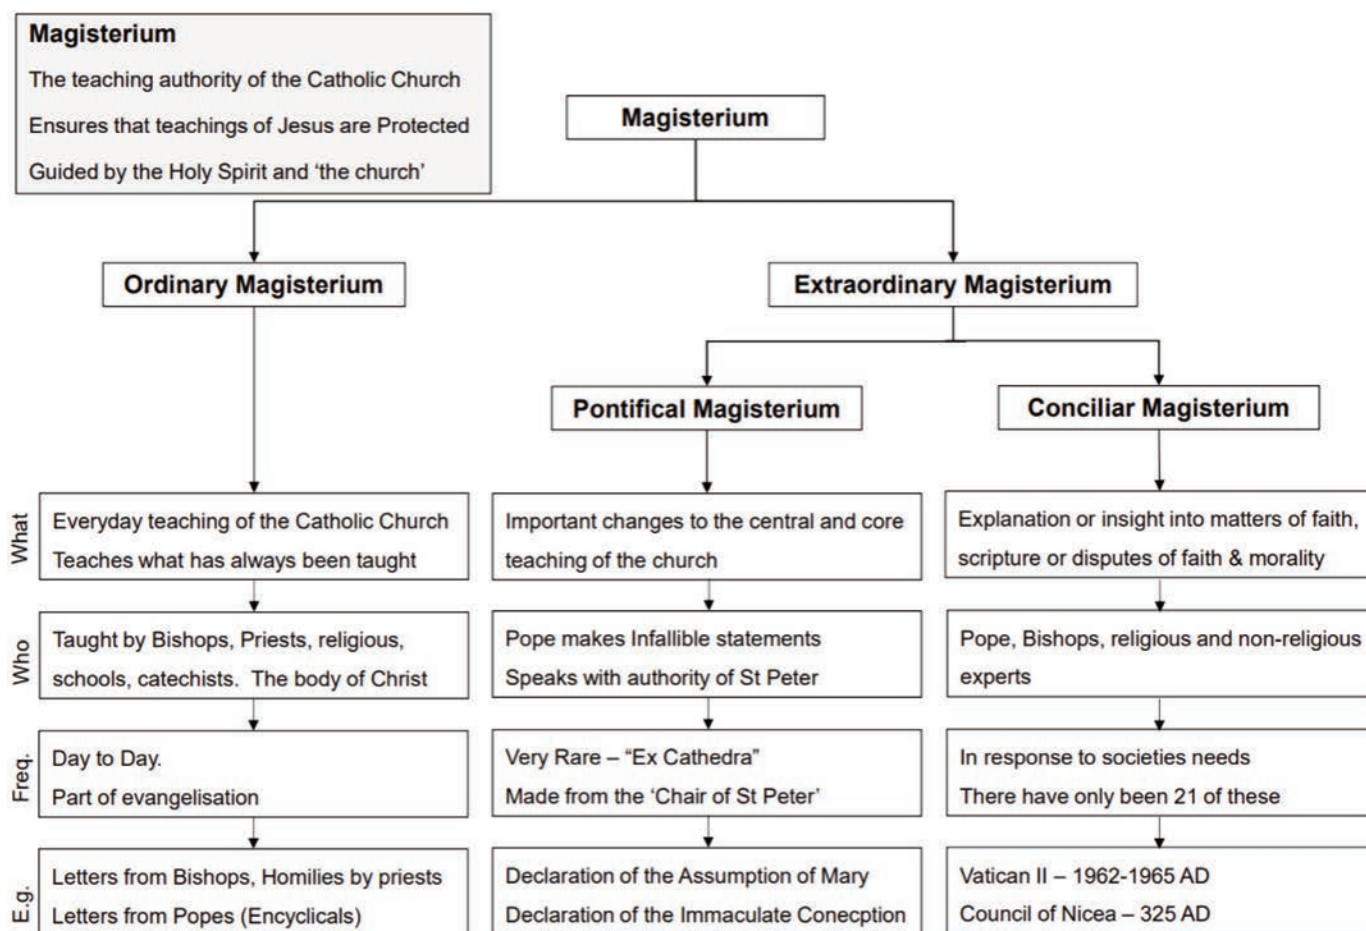 Magisterium
The teaching authority of the Catholic Church
Ensures that teachings of Jesus are Protected
Guided by the Holy Spirit and ‘the church’
Magisterium
Ordinary Magisterium
Extraordinary Magisterium
Pontifical Magisterium
Conciliar Magisterium
What
Everyday teaching of the Catholic Church
Teaches what has always been taught
Important changes to the central and core
teaching of the church
Explanation or insight into matters of faith,
scripture or disputes of faith & morality
Who
Taught by Bishops, Priests, religious,
schools, catechists. The body of Christ
Pope makes Infallible statements
Speaks with authority of St Peter
Pope, Bishops, religious and non-religious
experts
Freq.
Day to Day.
Part of evangelisation
Very Rare – “Ex Cathedra”
Made from the ‘Chair of St Peter’
In response to societies needs
There have only been 21 of these
E.g.
Letters from Bishops, Homilies by priests
Letters from Popes (Encyclicals)
Declaration of the Assumption of Mary
Declaration of the Immaculate Conecption
Vatican II – 1962-1965 AD
Council of Nicea – 325 AD